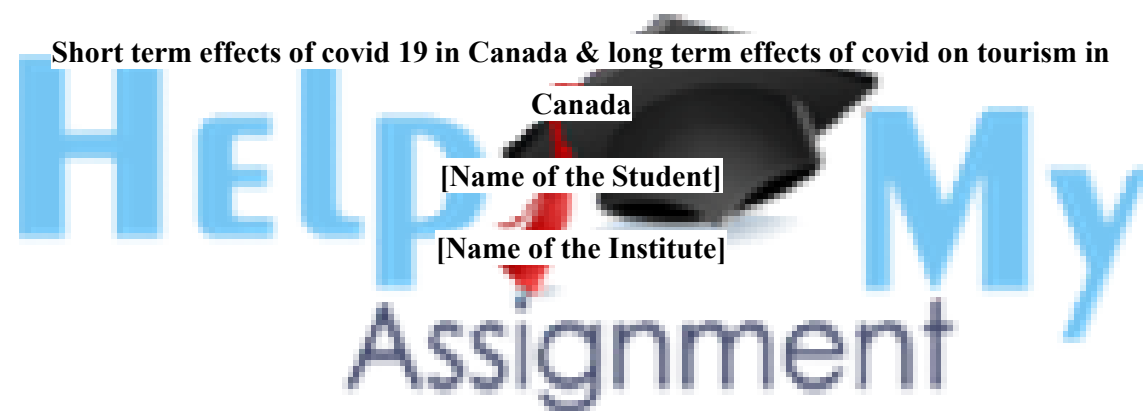 Short term effects of covid 19 in Canada & long term effects of covid on tourism in
Canada
[Name of the Student]
[Name of the Institute]
Help My
Assignment